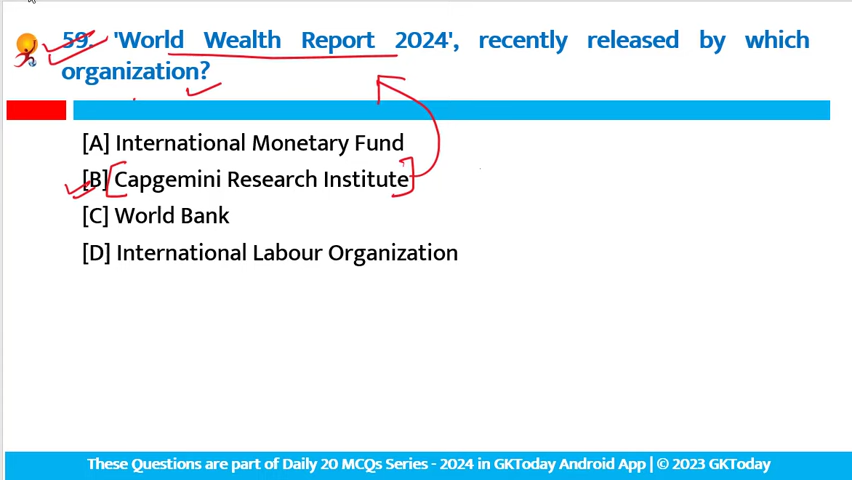 59. 'World Wealth Report 2024', recently released by which
organization?
[A] International Monetary Fund
[B] Capgemini Research Institute
[C] World Bank
[D] International Labour Organization
These Questions are part of Daily 20 MCQs Series - 2024 in GKToday Android App | © 2023 GKToday